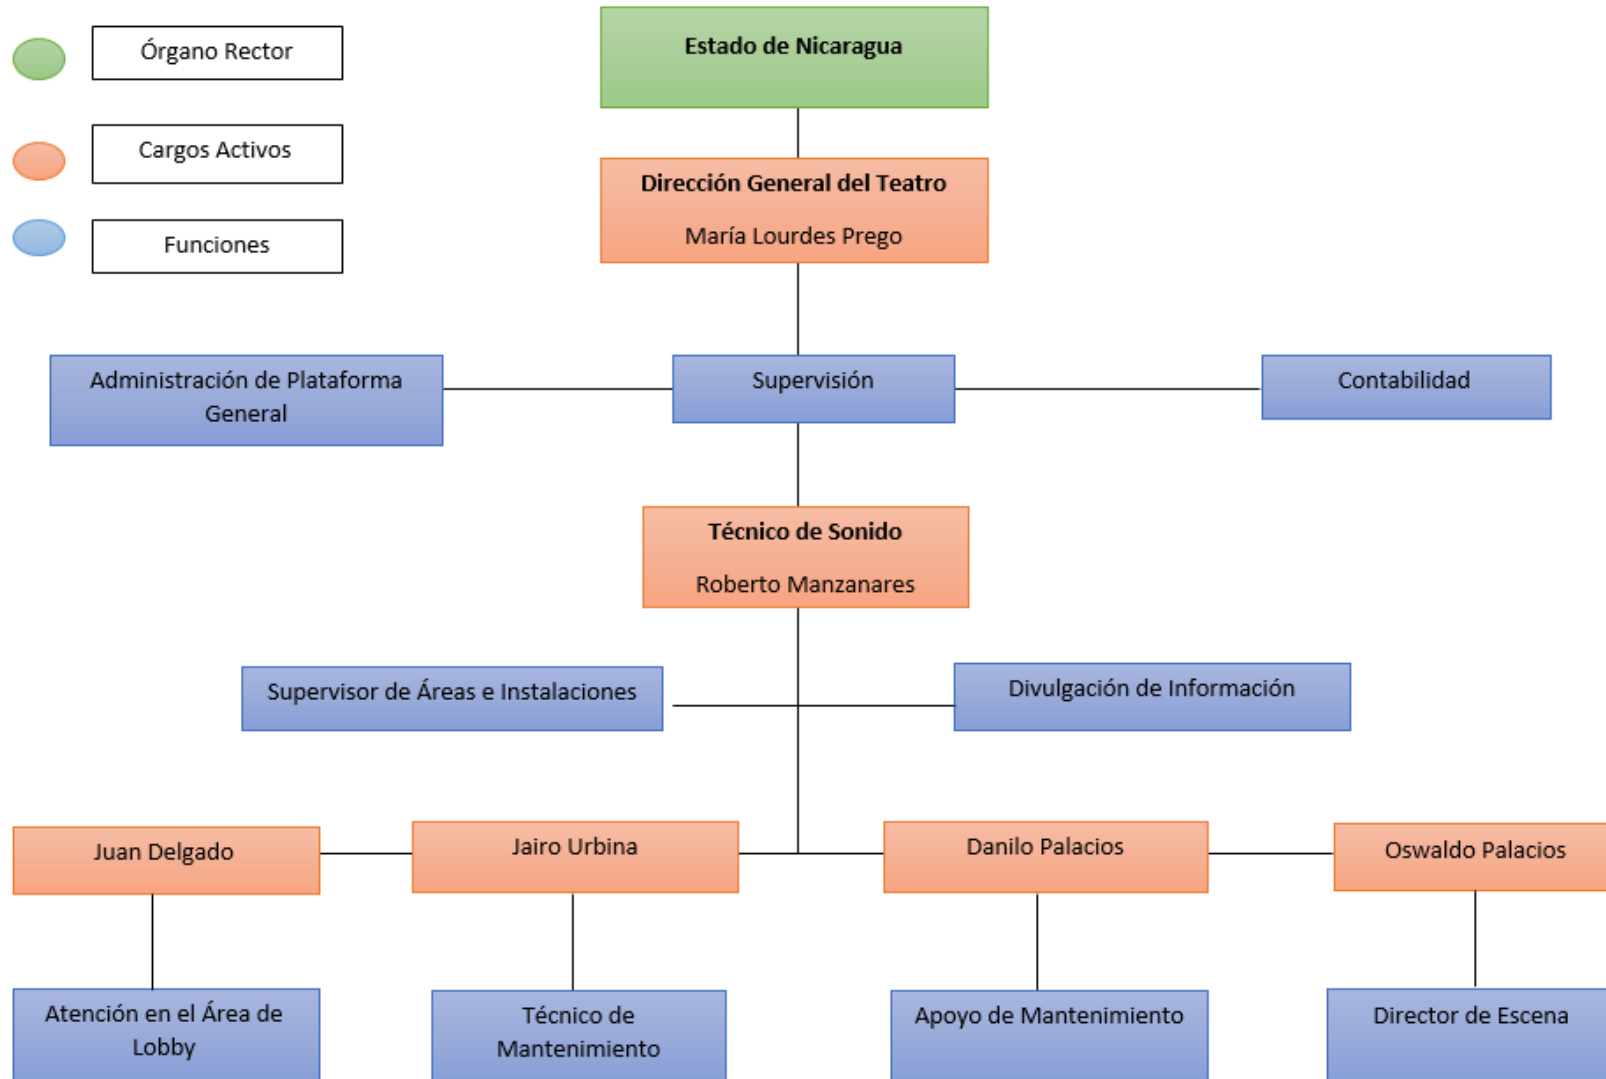 Órgano Rector
Estado de Nicaragua
Cargos Activos
Dirección General del Teatro
María Lourdes Prego
Funciones
Administración de Plataforma
General
Supervisión
Contabilidad
Técnico de Sonido
Roberto Manzanares
Supervisor de Áreas e Instalaciones
Divulgación de Información
Juan Delgado
Jairo Urbina
Danilo Palacios
Oswaldo Palacios
Atención en el Área de
Lobby
Técnico de
Mantenimiento
Apoyo de Mantenimiento
Director de Escena